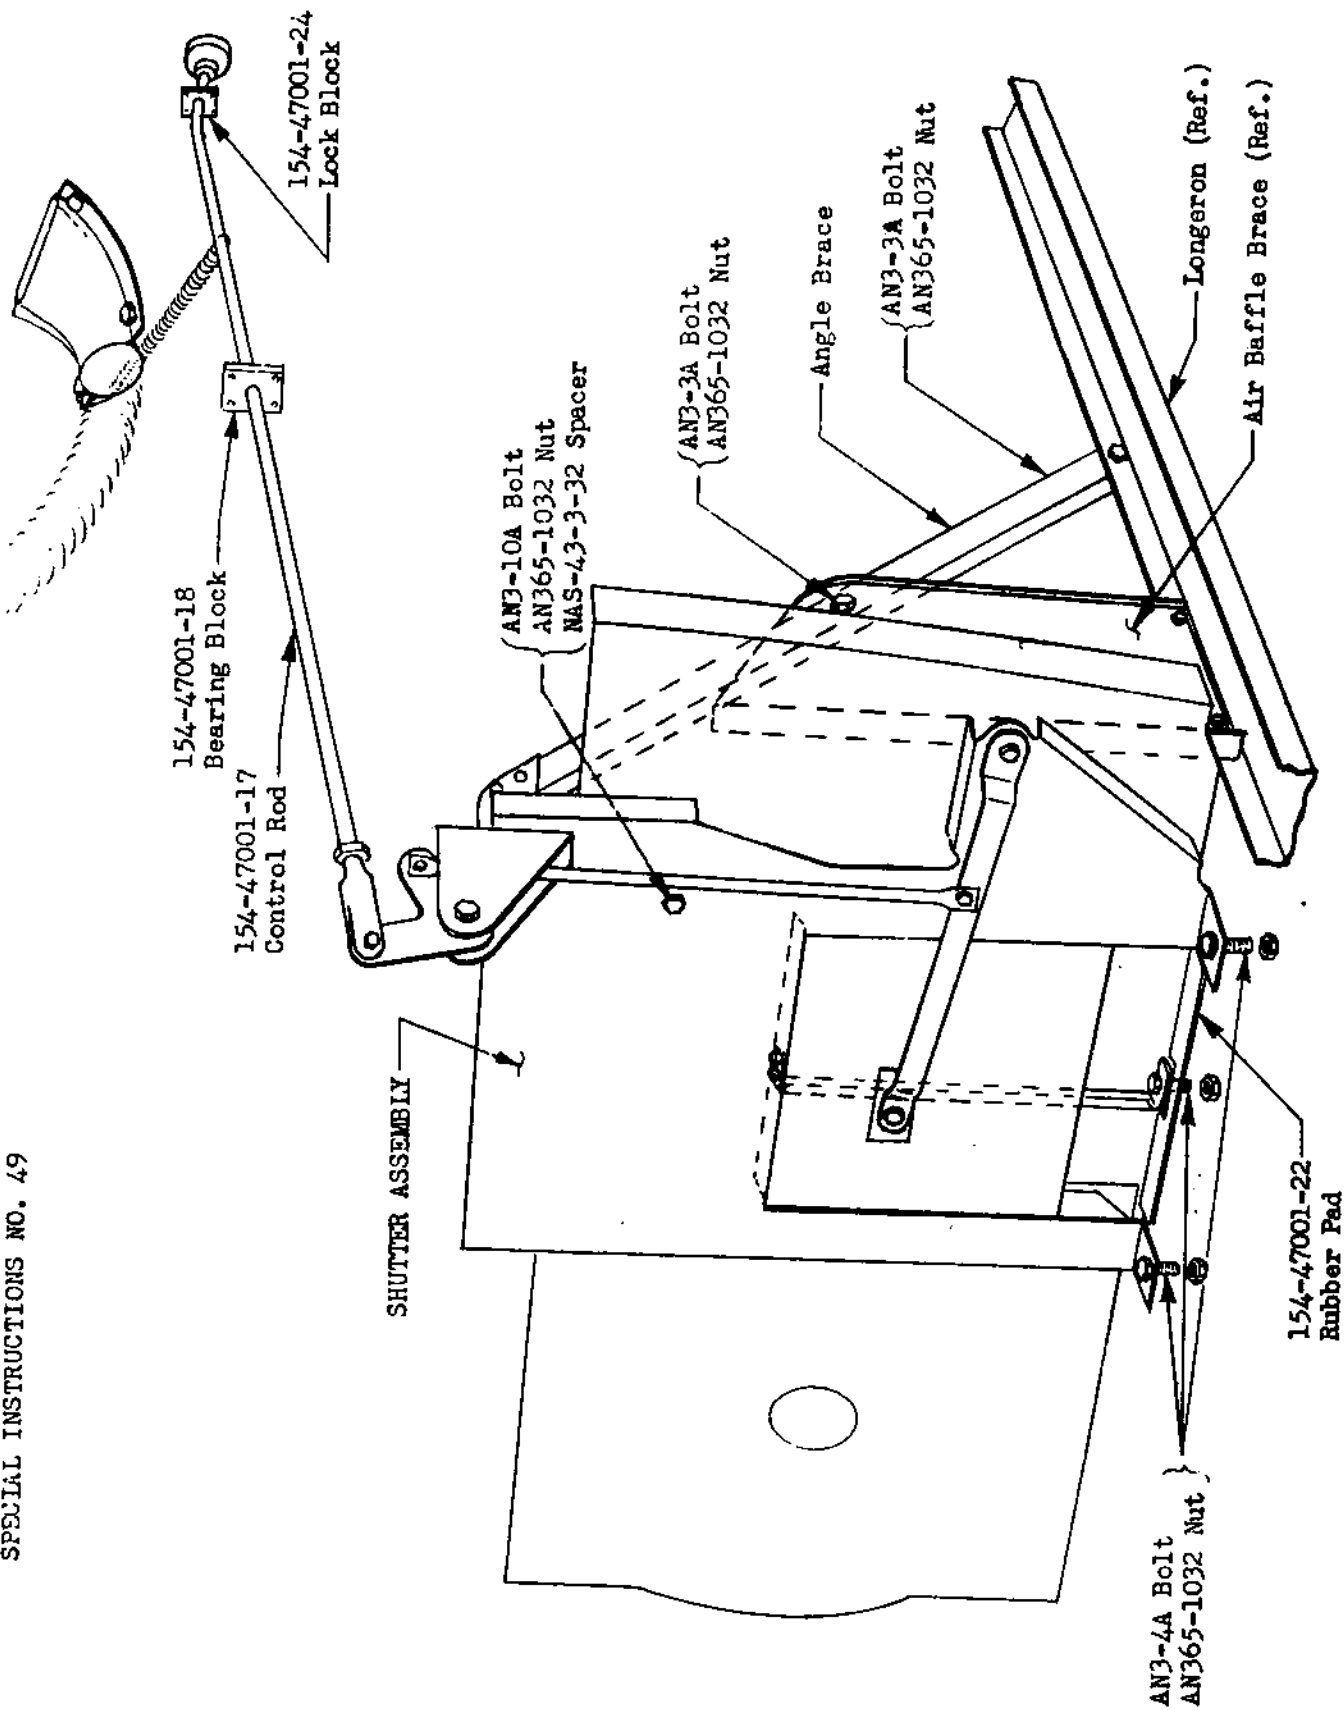 SPECIAL INSTRUCTIONS NO. 49
154-47001-24
Lock Block
154-47001-18
Bearing Block
154-47001-17
Control Rod
SHUTTER ASSEMBLY
AN3-10A Bolt
AN365-1032 Nut
NAS-43-3-32 Spacer
AN3-3A Bolt
AN365-1032 Nut
Angle Brace
AN3-3A Bolt
AN365-1032 Nut
Longeron (Ref.)
Air Baffle Brace (Ref.)
154-47001-22
Rubber Pad
AN3-4A Bolt
AN365-1032 Nut